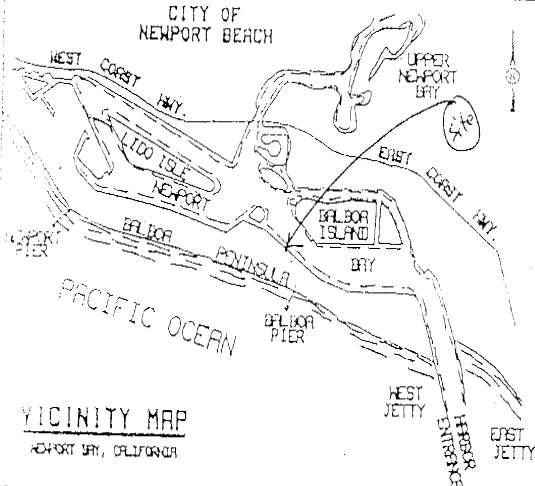 CITY OF
NEWPORT BEACH
WEST COAST HWY.
UPPER
NEWPORT
BAY
Site
EAST COAST HWY.
LIDO ISLE
NEWPORT
BALBOA
ISLAND
BAY
PIER
BALBOA PENINSULA
PACIFIC OCEAN
BALBOA
PIER
WEST
JETTY
HARBOR
ENTRANCE
EAST
JETTY
VICINITY MAP
NEWPORT BAY, CALIFORNIA